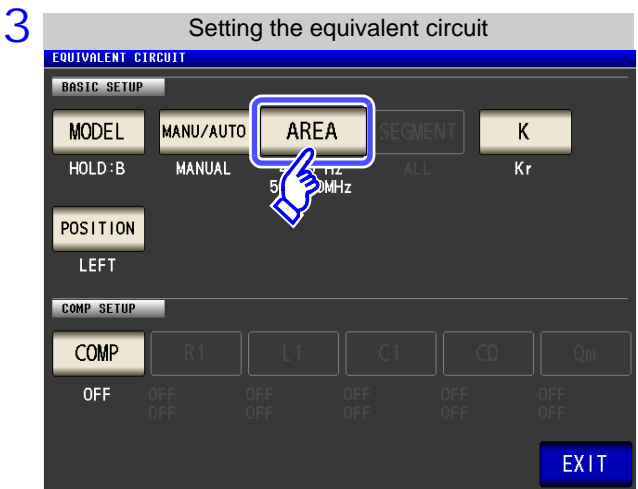 3
Setting the equivalent circuit
EQUIVALENT CIRCUIT
BASIC SETUP
MODEL MANU/AUTO AREA SEGMENT K
HOLD:B MANUAL Hz ALL Kr
MHz
POSITION
LEFT
COMP SETUP
COMP R1 L1 C1 C0 Qm
OFF OFF OFF OFF OFF OFF
OFF OFF OFF OFF OFF
EXIT